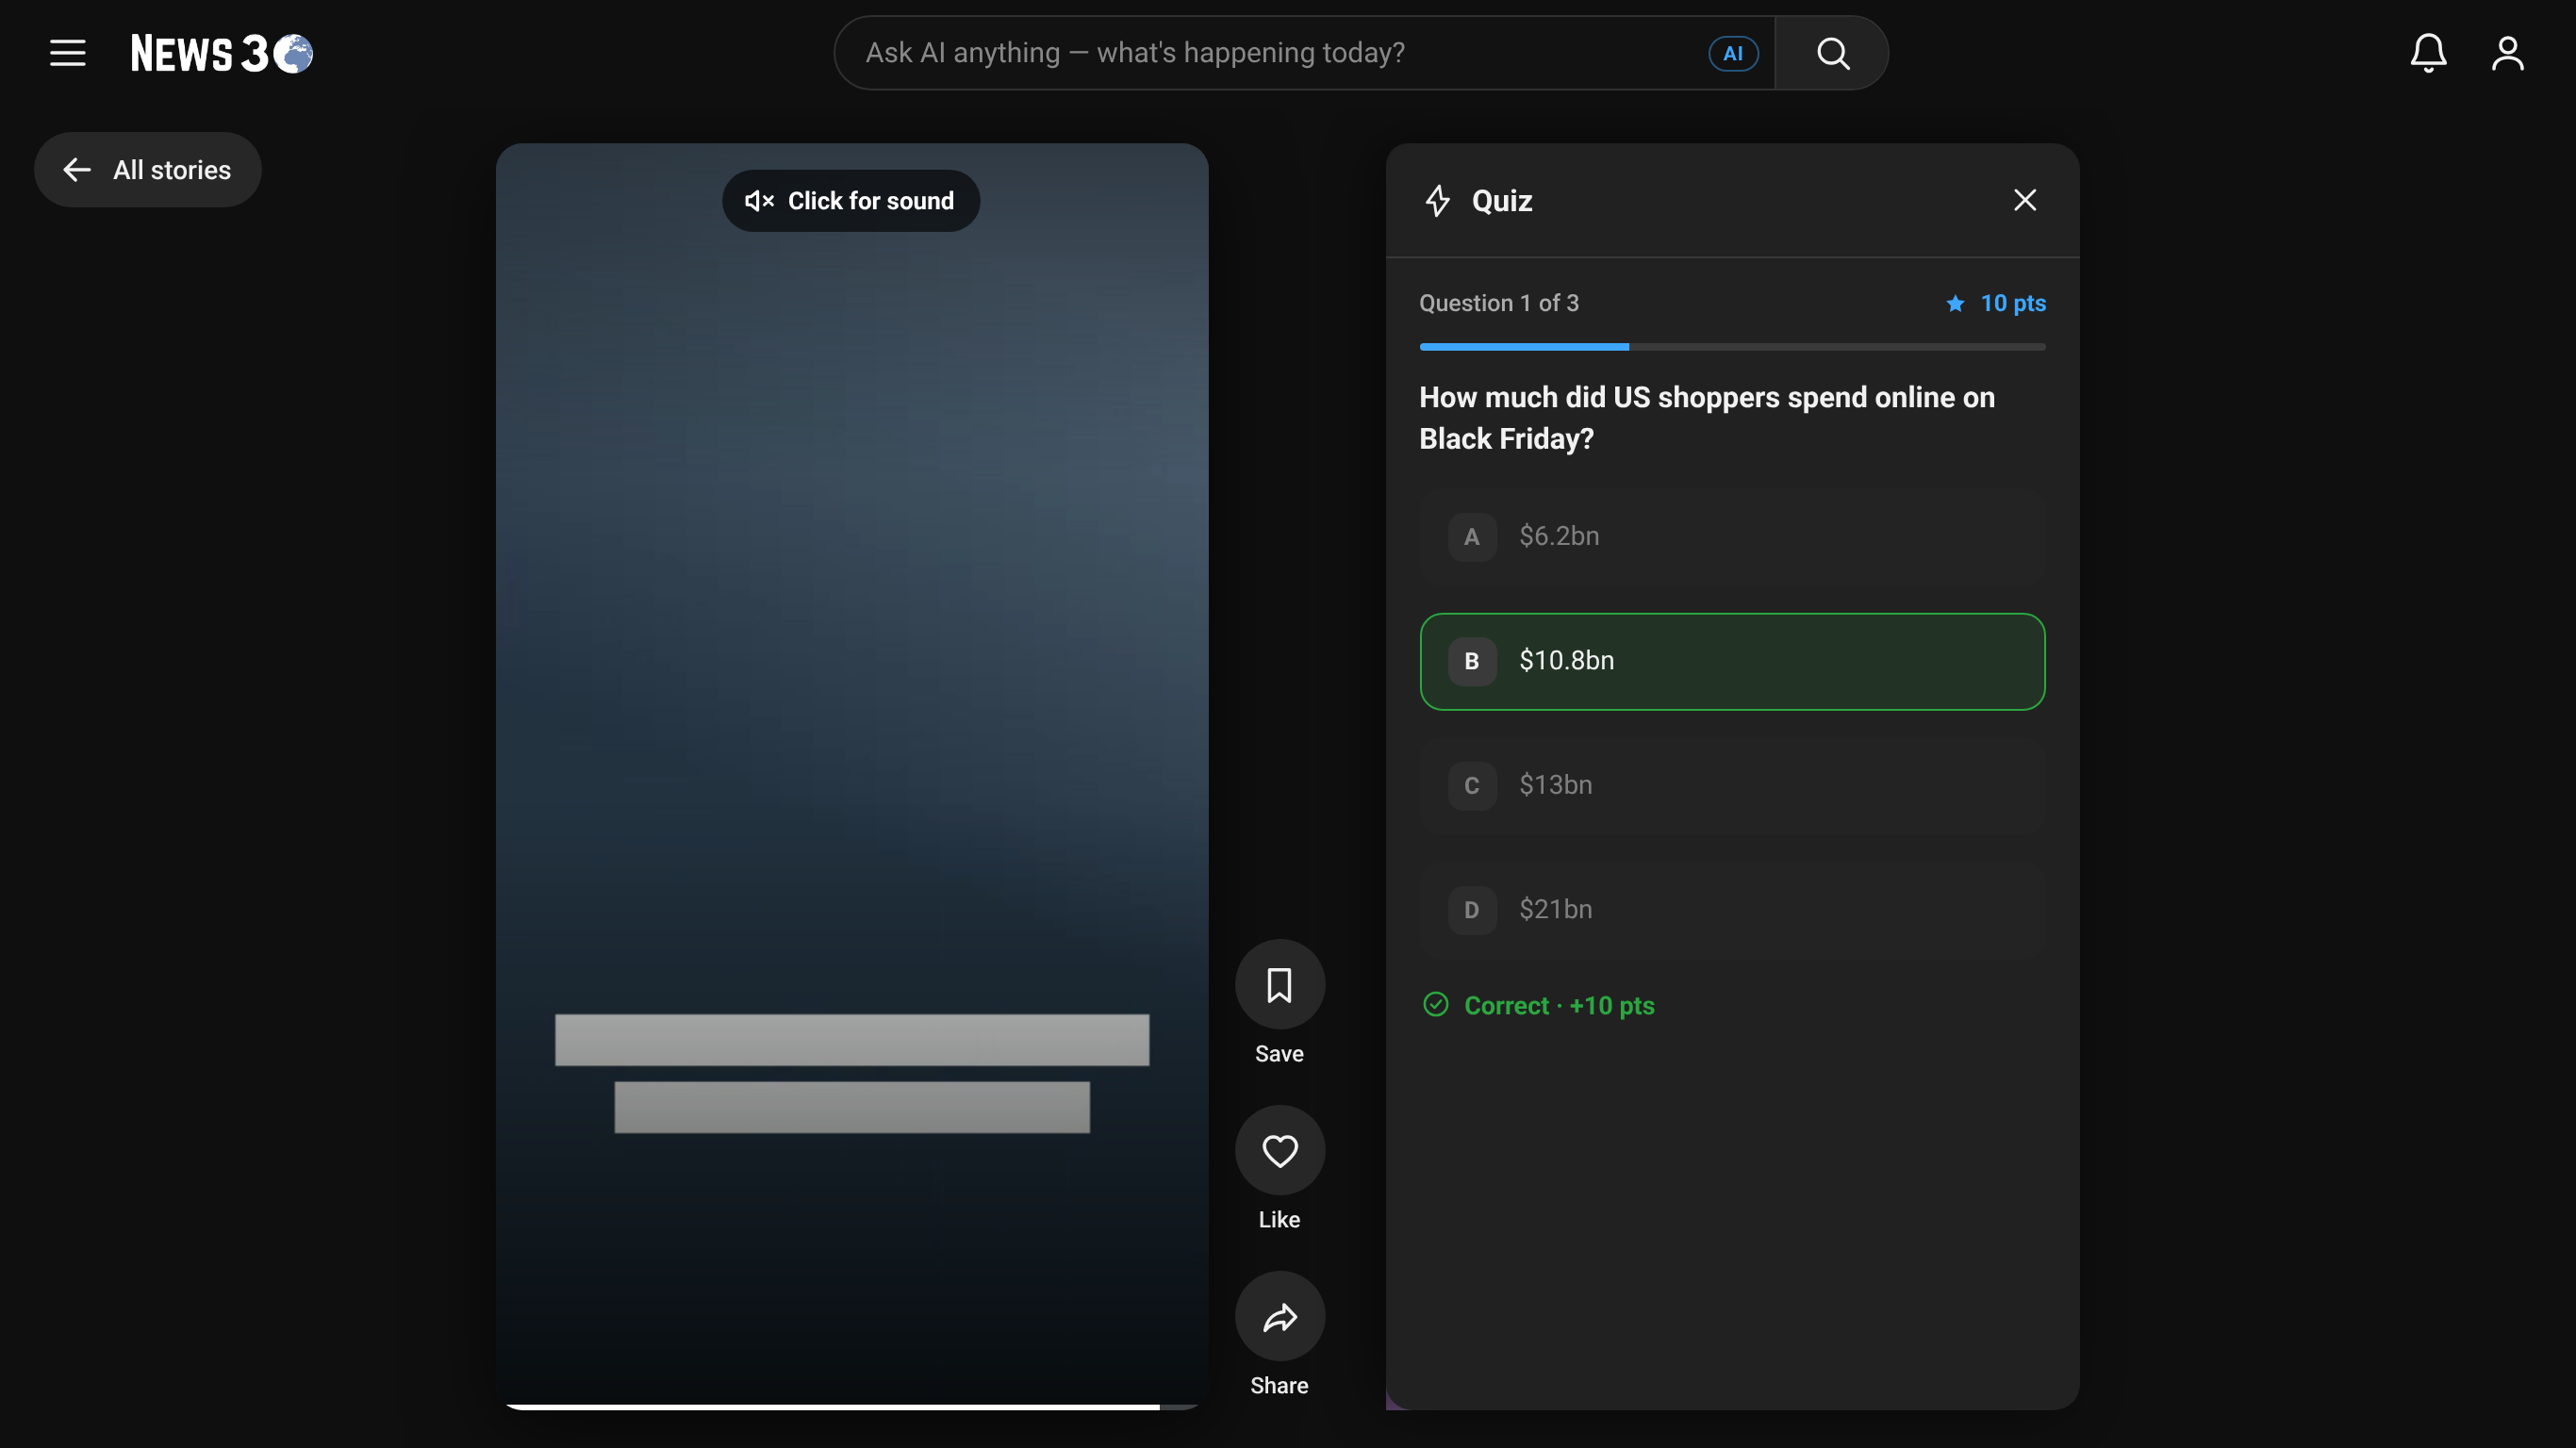 NEWS 30
Ask AI anything — what's happening today?
AI
All stories
Click for sound
Save
Like
Share
Quiz
Question 1 of 3
10 pts
How much did US shoppers spend online on
Black Friday?
A $6.2bn
B $10.8bn
C $13bn
D $21bn
Correct · +10 pts